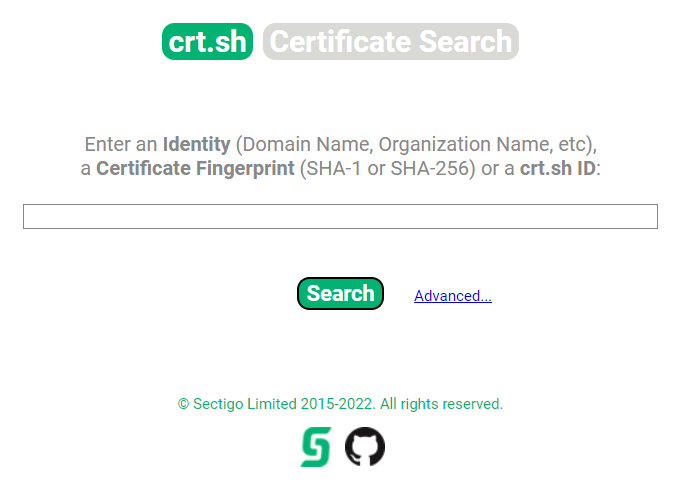 crt.sh Certificate Search
Enter an Identity (Domain Name, Organization Name, etc),
a Certificate Fingerprint (SHA-1 or SHA-256) or a crt.sh ID:
Search Advanced...
© Sectigo Limited 2015-2022. All rights reserved.